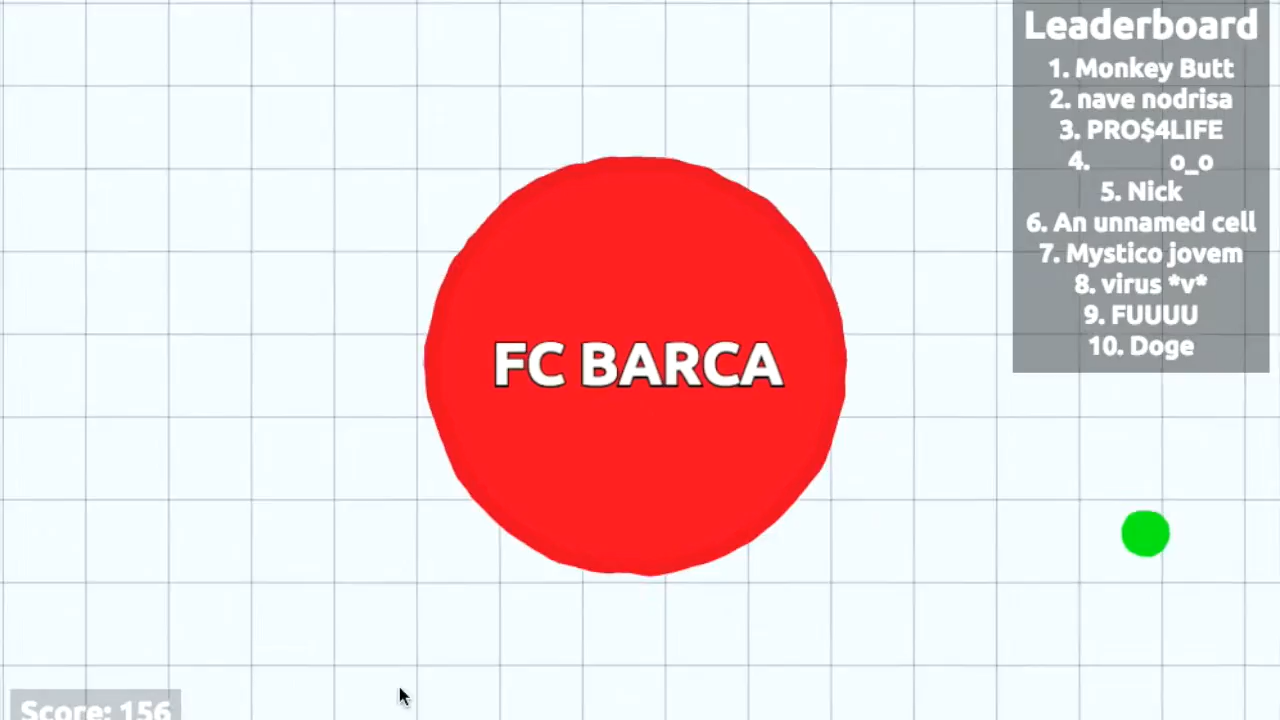 Leaderboard
1. Monkey Butt
2. nave nodrisa
3. PRO$4LIFE
4. o_o
5. Nick
6. An unnamed cell
7. Mystico jovem
8. virus *v*
9. FUUUU
10. Doge
FC BARCA
Score: 156